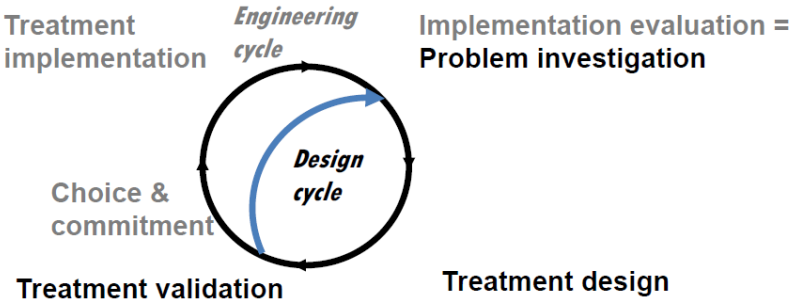 Treatment
implementation
Engineering
cycle
Implementation evaluation =
Problem investigation
Design
cycle
Choice &
commitment
Treatment validation
Treatment design